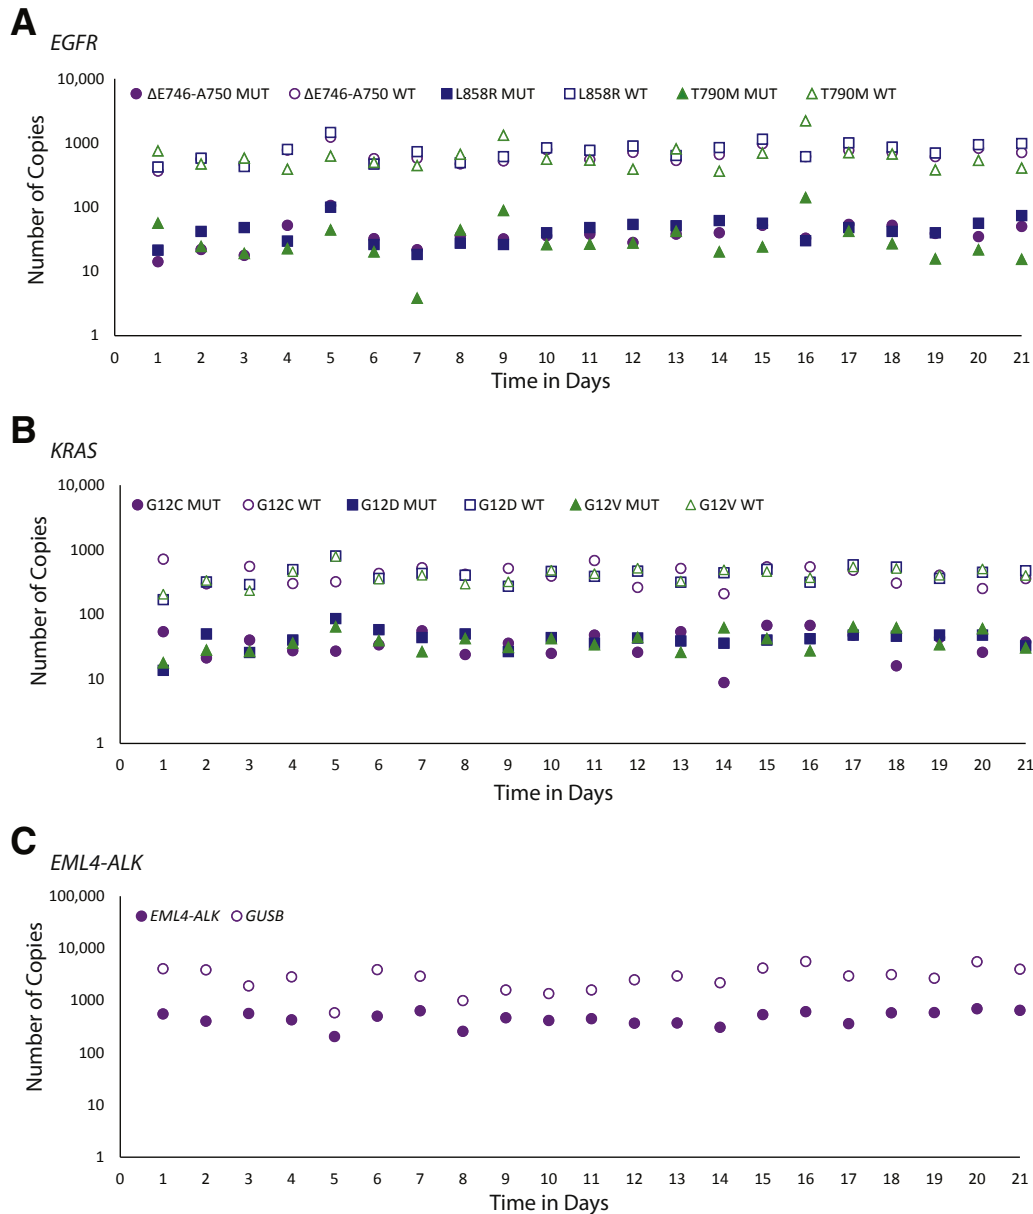 A
EGFR
10,000
ΔE746-A750 MUT ΔE746-A750 WT L858R MUT L858R WT T790M MUT T790M WT
1000
100
10
1
Number of Copies
0 1 2 3 4 5 6 7 8 9 10 11 12 13 14 15 16 17 18 19 20 21
Time in Days
B
KRAS
10,000
G12C MUT G12C WT G12D MUT G12D WT G12V MUT G12V WT
1000
100
10
1
Number of Copies
0 1 2 3 4 5 6 7 8 9 10 11 12 13 14 15 16 17 18 19 20 21
Time in Days
C
EML4-ALK
100,000
EML4-ALK GUSB
10,000
1000
100
10
1
Number of Copies
0 1 2 3 4 5 6 7 8 9 10 11 12 13 14 15 16 17 18 19 20 21
Time in Days